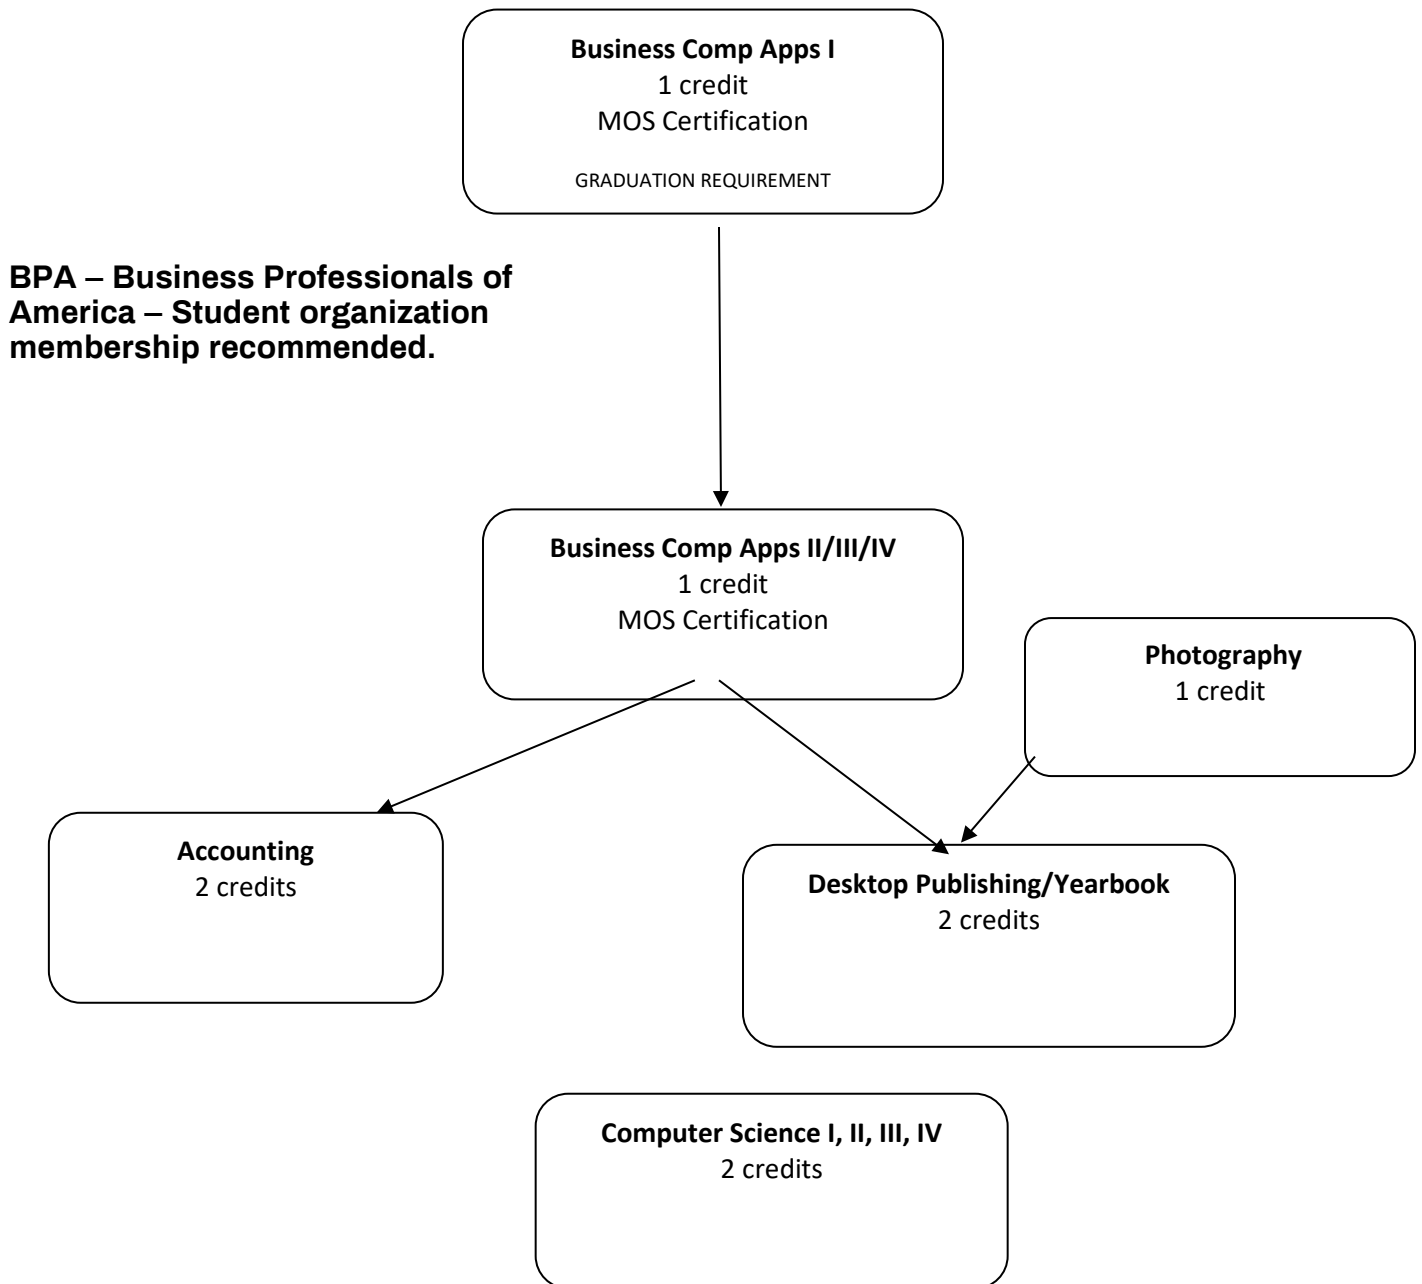 Business Comp Apps I
1 credit
MOS Certification
GRADUATION REQUIREMENT
BPA – Business Professionals of
America – Student organization
membership recommended.
Business Comp Apps II/III/IV
1 credit
MOS Certification
Photography
1 credit
Accounting
2 credits
Desktop Publishing/Yearbook
2 credits
Computer Science I, II, III, IV
2 credits